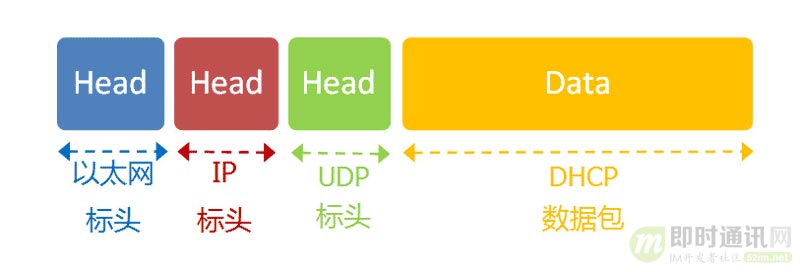 Head Head Head Data
以太网 IP UDP DHCP
标头 标头 标头 数据包
即时通讯网
IM开发者社区 52im.net